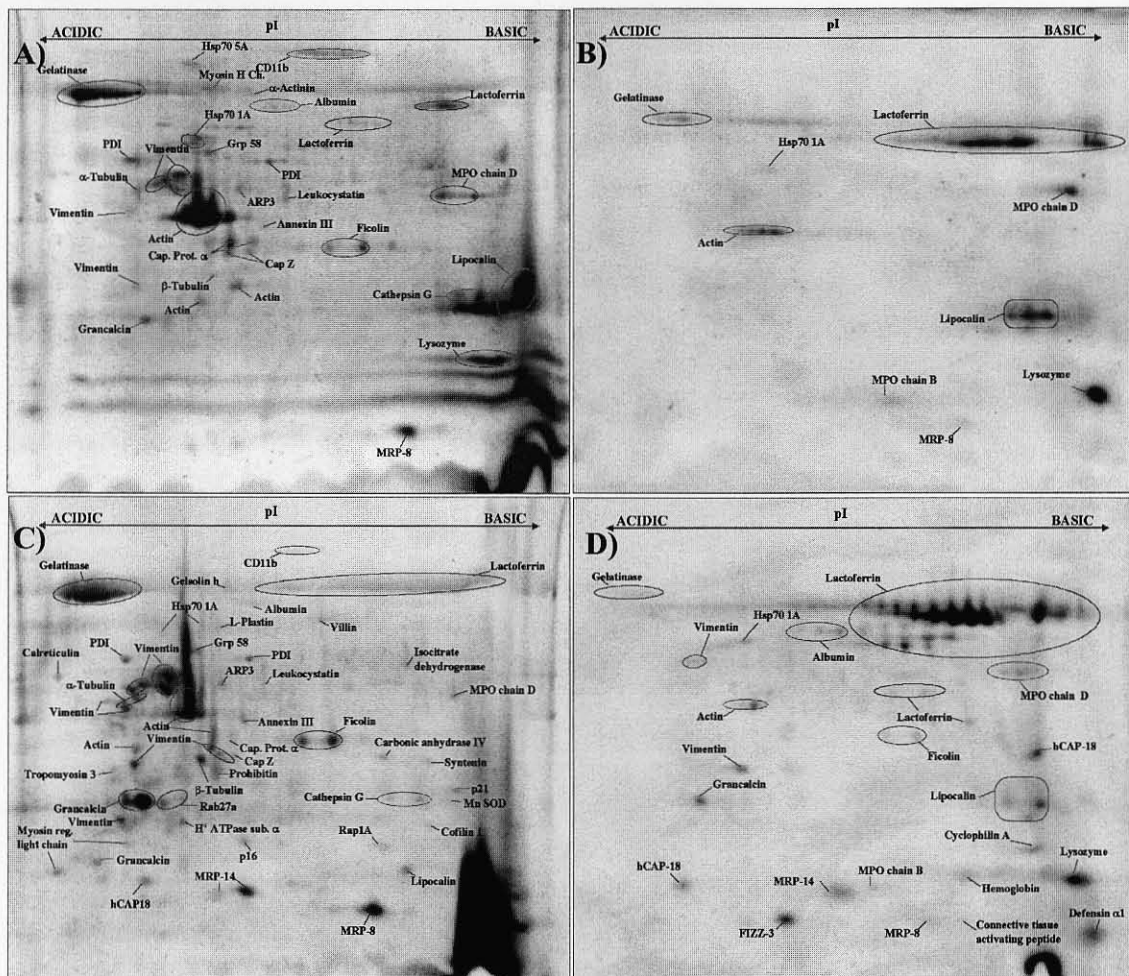 pI
ACIDIC BASIC
A)
Hsp70 5A
CD11b
Gelatinase
Myosin H Ch.
α-Actinin
Albumin
Lactoferrin
Hsp70 1A
Lactoferrin
PDI
Vimentin
Grp 58
PDI
α-Tubulin
MPO chain D
Leukocystatin
ARP3
Vimentin
Annexin III
Ficolin
Actin
Cap. Prot. α
Cap Z
Lipocalin
Vimentin
β-Tubulin
Cathepsin G
Actin
Actin
Grancalcin
Lysozyme
MRP-8
pI
ACIDIC BASIC
B)
Gelatinase
Lactoferrin
Hsp70 1A
MPO chain D
Actin
Lipocalin
MPO chain B
Lysozyme
MRP-8
pI
ACIDIC BASIC
C)
CD11b
Gelatinase
Gelsolin h
Lactoferrin
Hsp70 1A
Albumin
L-Plastin
Villin
PDI
Vimentin
Grp 58
Calreticulin
PDI
Isocitrate
dehydrogenase
ARP3
Leukocystatin
α-Tubulin
MPO chain D
Vimentin
Annexin III
Ficolin
Actin
Actin
Vimentin
Cap. Prot. α
Cap Z
Carbonic anhydrase IV
Syntenin
Tropomyosin 3
Prohibitin
β-Tubulin
p21
Grancalcin
Rab27a
Cathepsin G
Mn SOD
Vimentin
H⁺ ATPase sub. α
Rap1A
Cofilin 1
Myosin reg.
light chain
Grancalcin
p16
MRP-14
Lipocalin
hCAP18
MRP-8
pI
ACIDIC BASIC
D)
Gelatinase
Lactoferrin
Vimentin
Hsp70 1A
Albumin
MPO chain D
Actin
Lactoferrin
Ficolin
hCAP-18
Vimentin
Grancalcin
Lipocalin
Cyclophilin A
Lysozyme
hCAP-18
MRP-14
MPO chain B
Hemoglobin
FIZZ-3
MRP-8
Connective tissue
activating peptide
Defensin α1